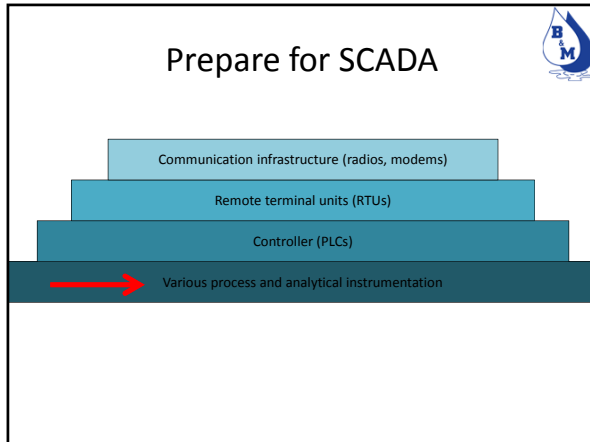 Prepare for SCADA
B
&
M
Communication infrastructure (radios, modems)
Remote terminal units (RTUs)
Controller (PLCs)
Various process and analytical instrumentation